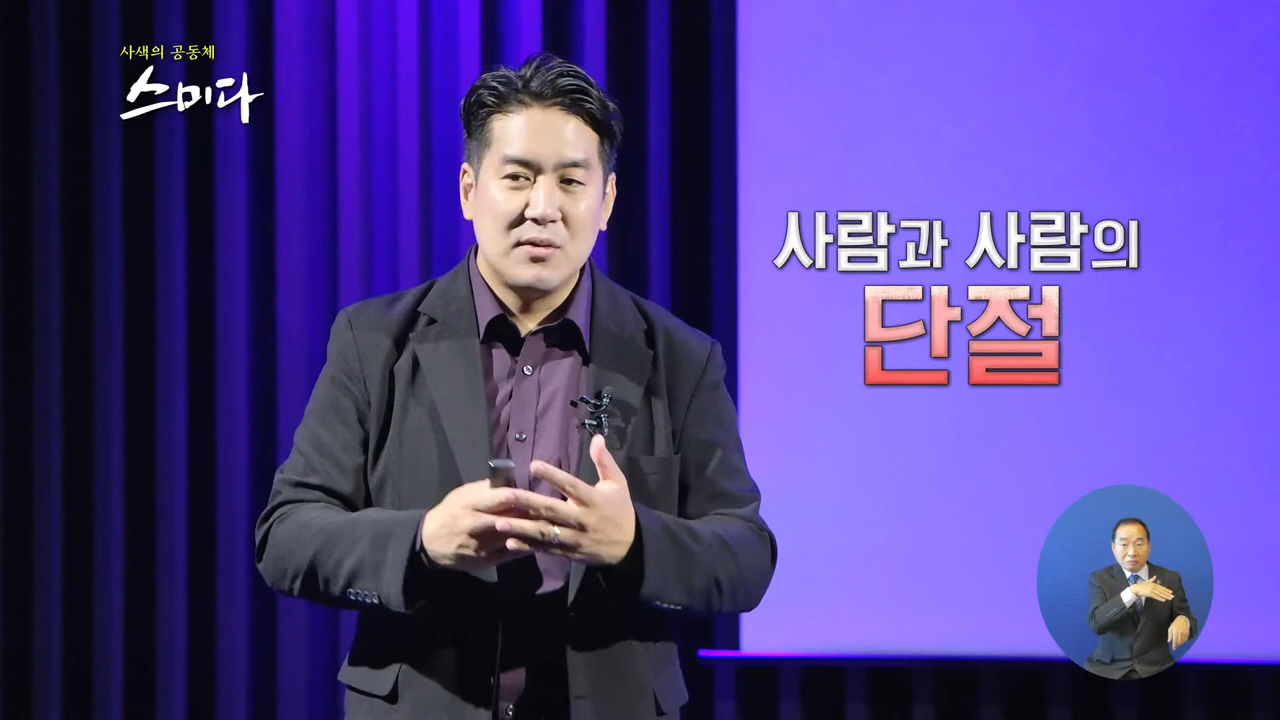 사색의 공동체
스미다
사람과 사람의
단절